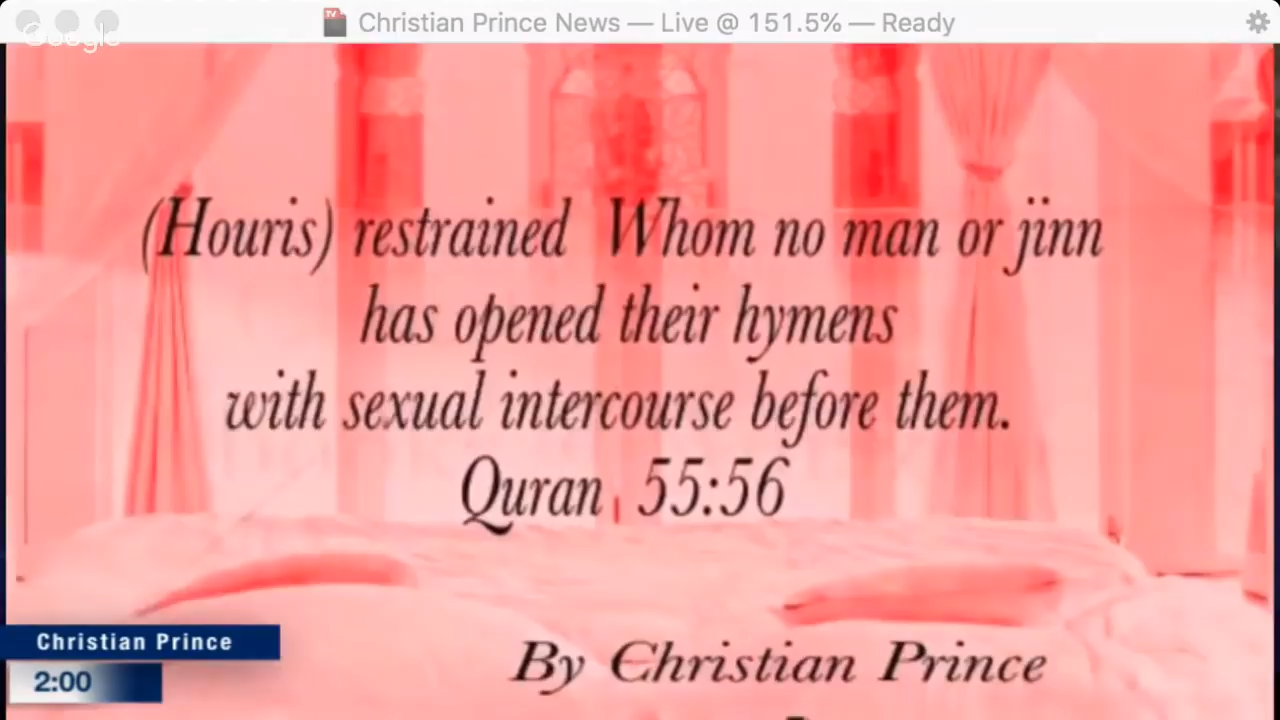 Christian Prince News — Live @ 151.5% — Ready
Google
(Houris) restrained Whom no man or jinn
has opened their hymens
with sexual intercourse before them.
Quran 55:56
Christian Prince
2:00
By Christian Prince